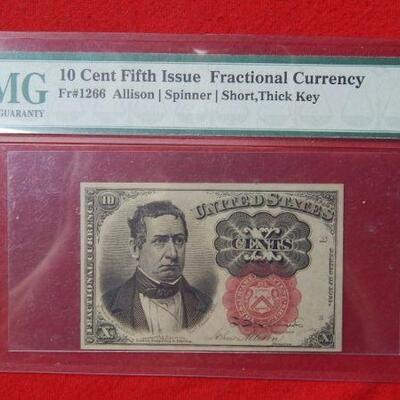 MG
GUARANTY
10 Cent Fifth Issue Fractional Currency
Fr#1266 Allison | Spinner | Short,Thick Key
10
UNITED STATES
CENTS
FRACTIONAL CURRENCY
X
X